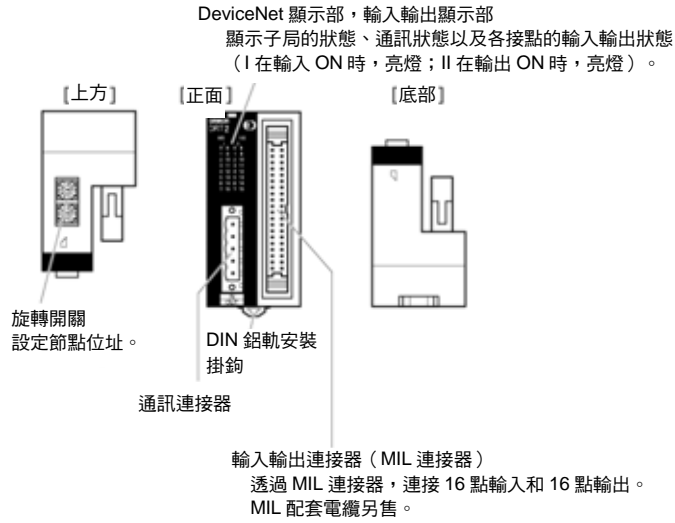 DeviceNet 顯示部，輸入輸出顯示部
顯示子局的狀態、通訊狀態以及各接點的輸入輸出狀態
（I 在輸入 ON 時，亮燈；II 在輸出 ON 時，亮燈）。
[上方]
[正面]
[底部]
旋轉開關
設定節點位址。
DIN 鋁軌安裝
掛鉤
通訊連接器
輸入輸出連接器（MIL 連接器）
透過 MIL 連接器，連接 16 點輸入和 16 點輸出。
MIL 配套電纜另售。